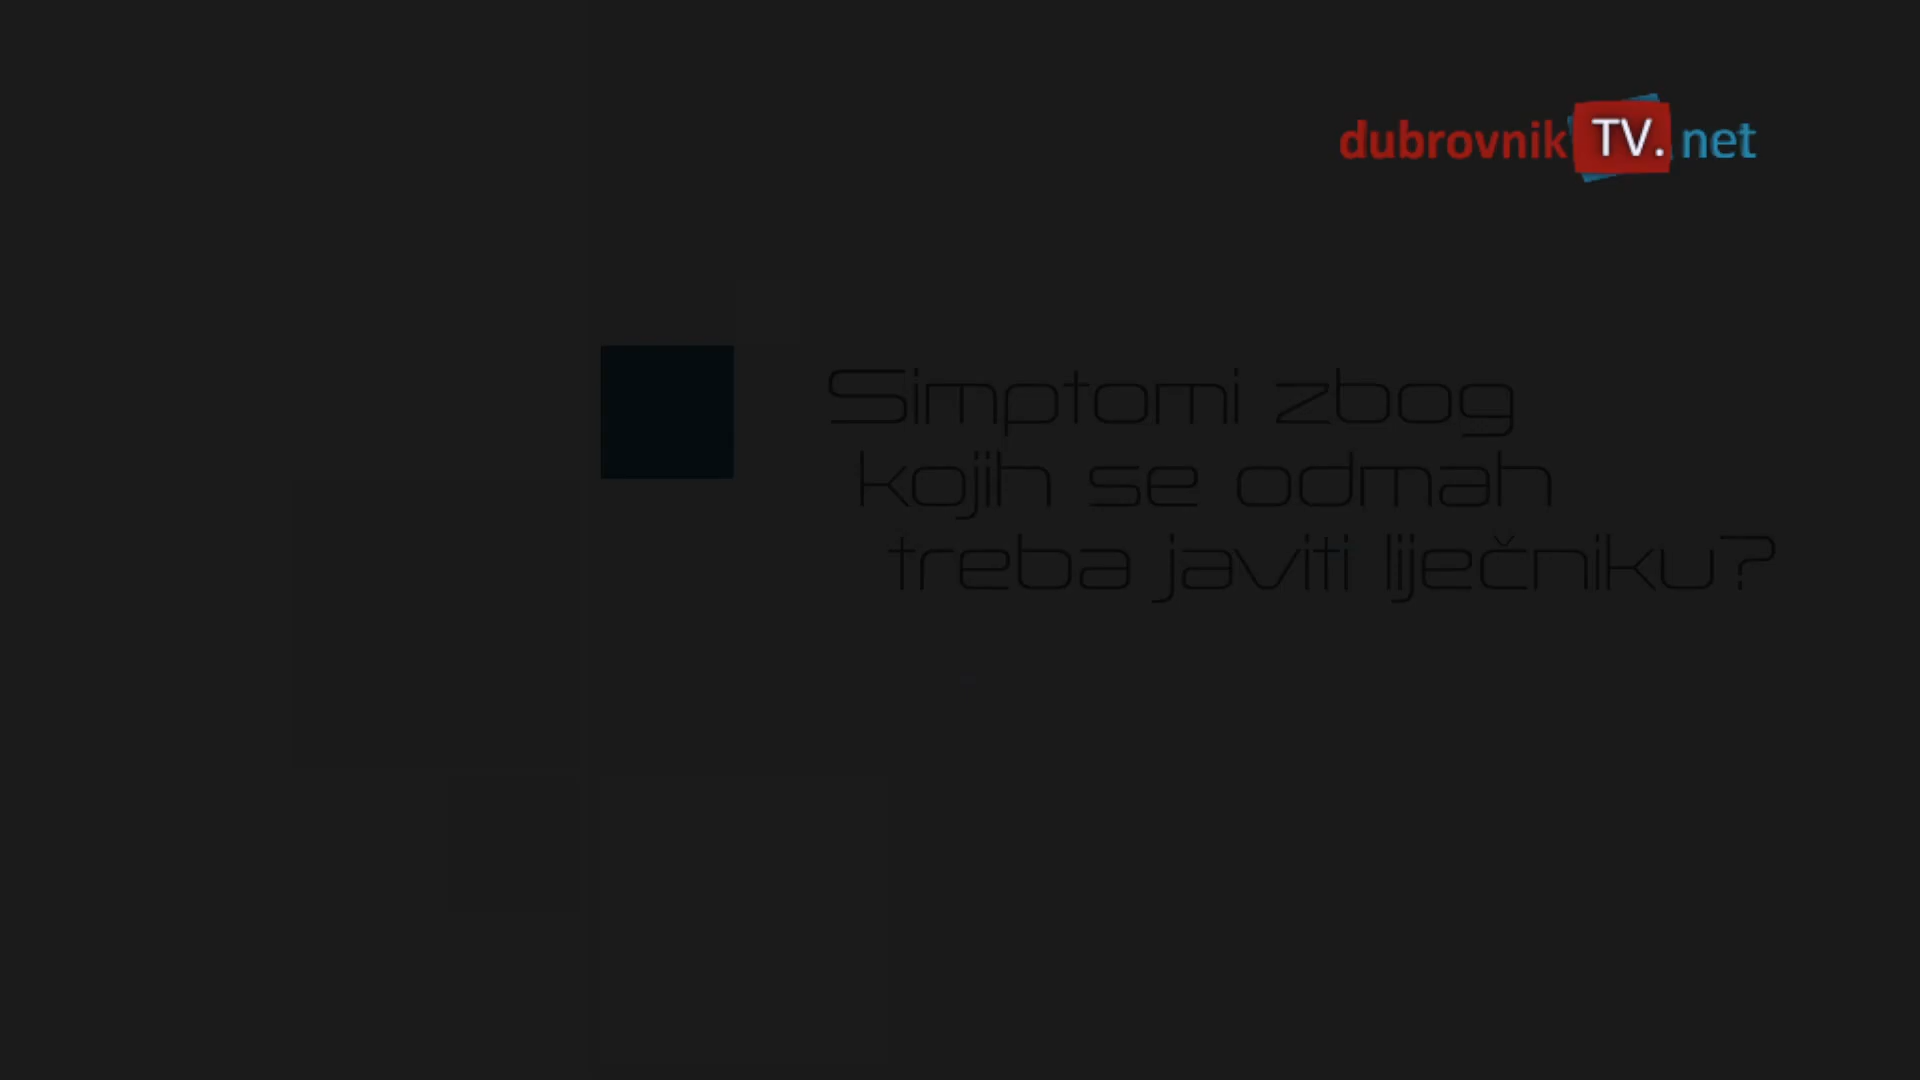 dubrovnikTV.net
Simptomi zbog
kojih se odmah
treba javiti liječniku?